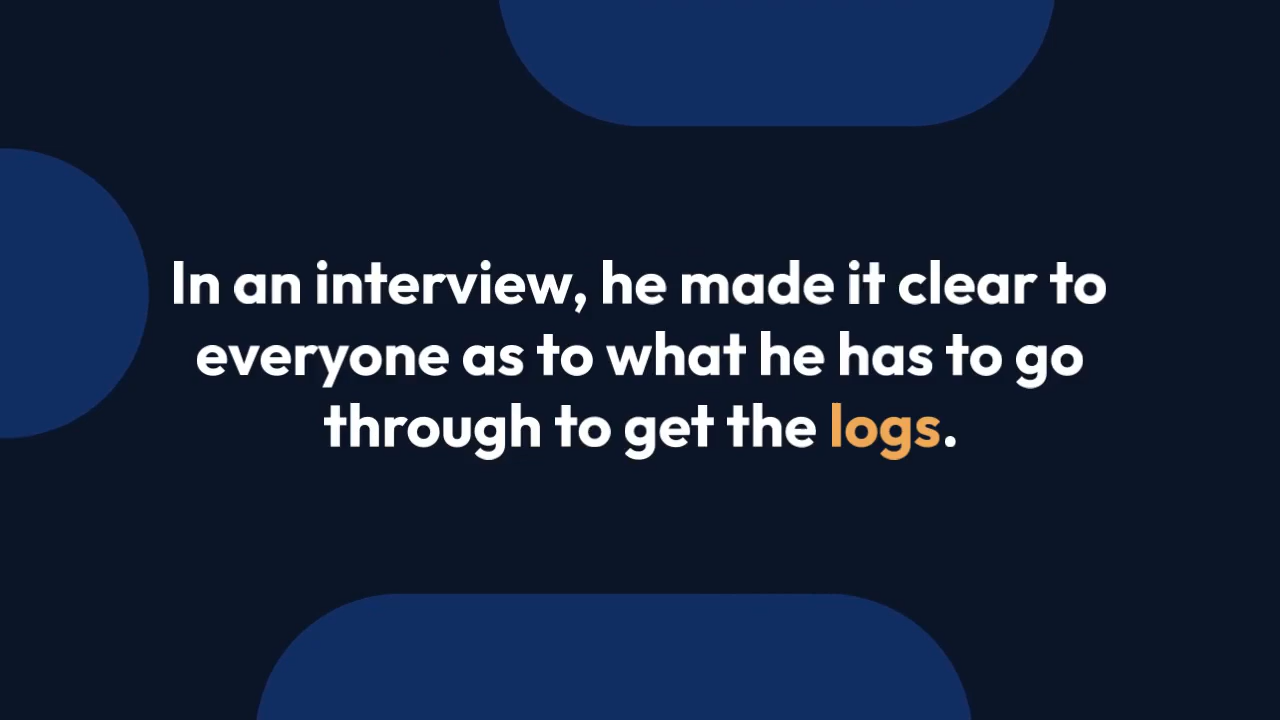 In an interview, he made it clear to
everyone as to what he has to go
through to get the logs.